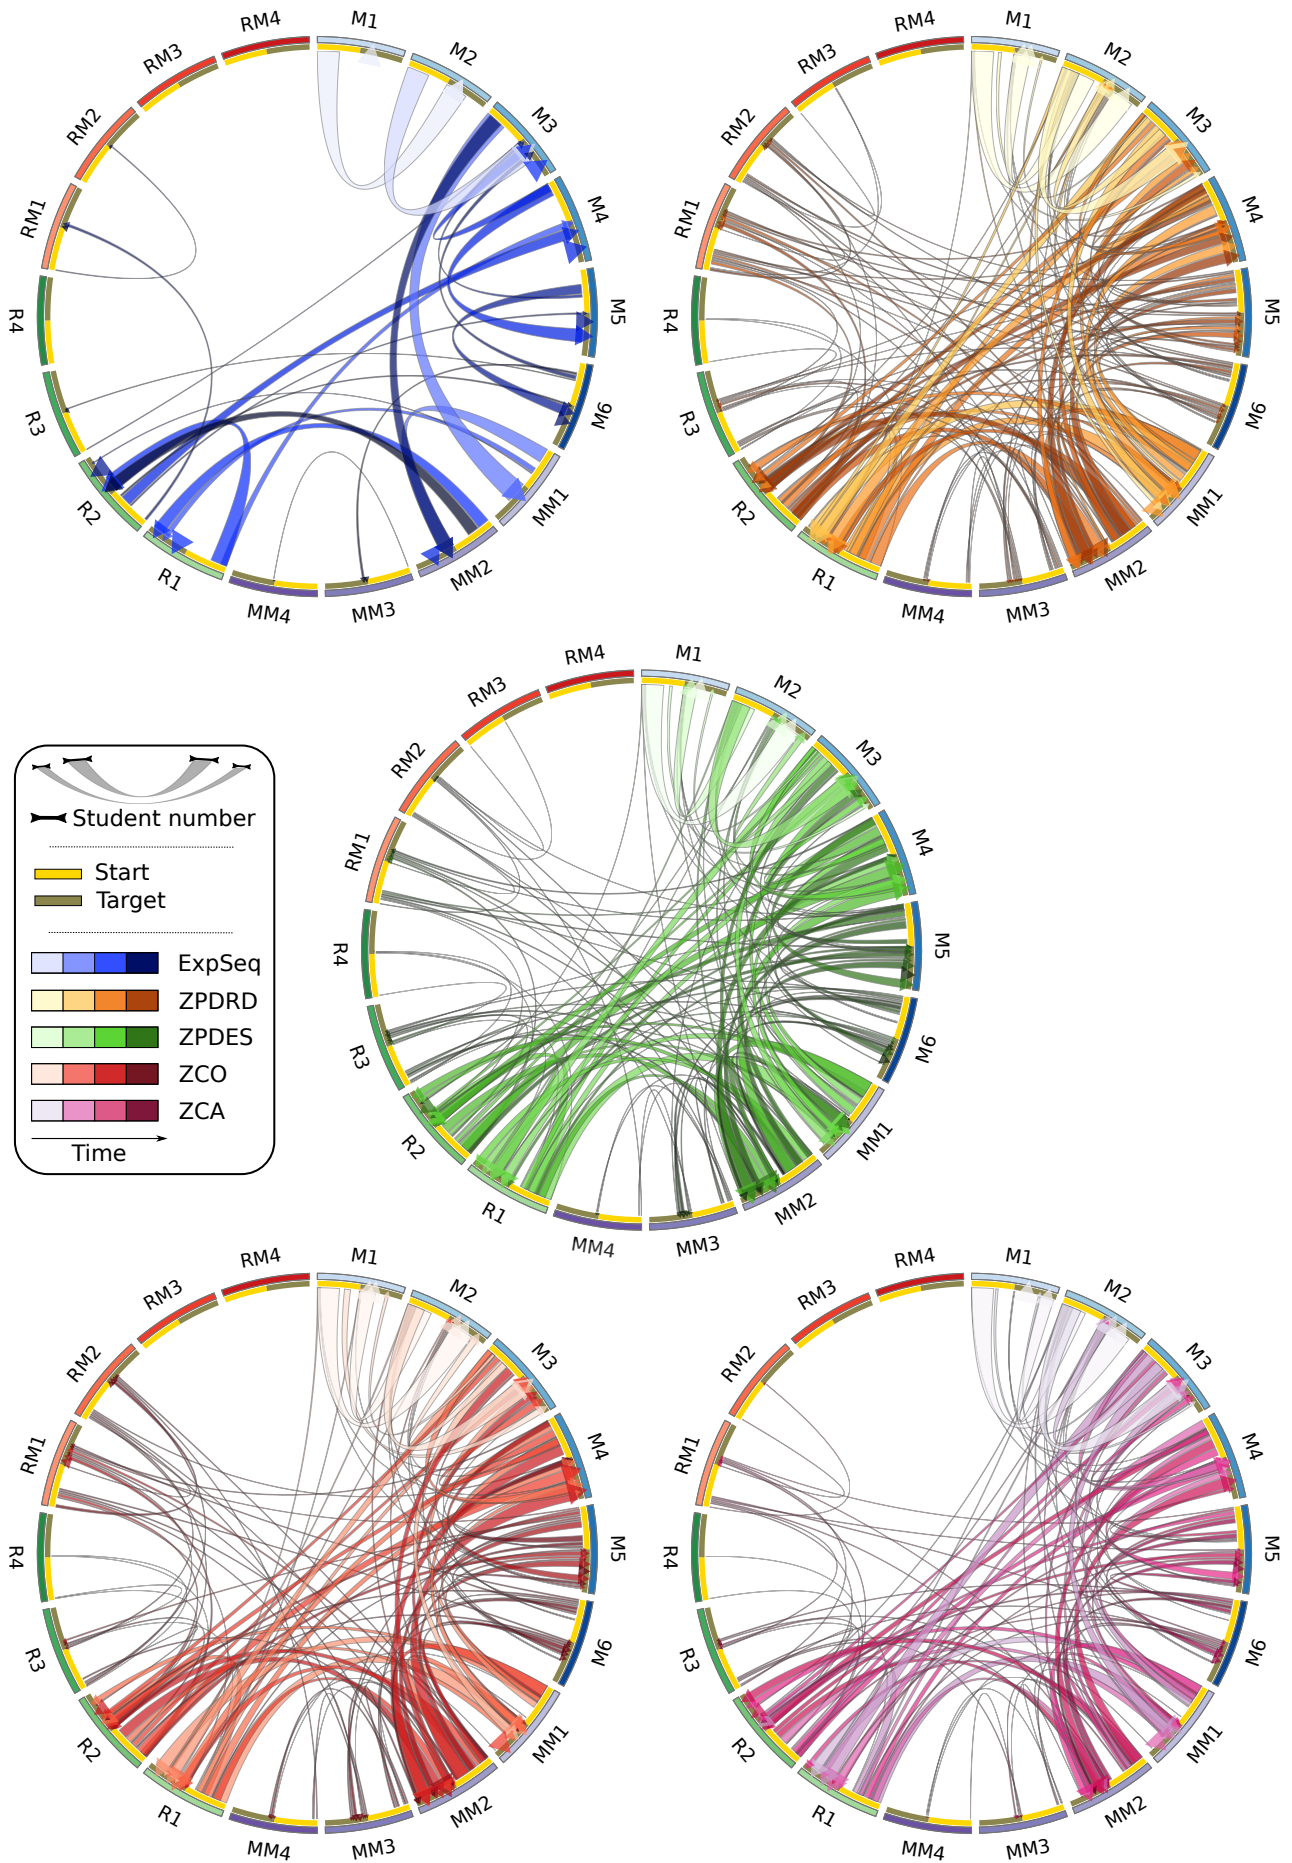 RM4
M1
RM3
M2
RM2
M3
RM1
M4
R4
M5
R3
M6
R2
MM1
R1
MM2
MM4
MM3
RM4
M1
RM3
M2
RM2
M3
RM1
M4
R4
M5
R3
M6
R2
MM1
R1
MM2
MM4
MM3
RM4
M1
RM3
M2
RM2
M3
RM1
M4
R4
M5
R3
M6
R2
MM1
R1
MM2
MM4
MM3
Student number
Start
Target
ExpSeq
ZPDRD
ZPDES
ZCO
ZCA
Time
RM4
M1
RM3
M2
RM2
M3
RM1
M4
R4
M5
R3
M6
R2
MM1
R1
MM2
MM4
MM3
RM4
M1
RM3
M2
RM2
M3
RM1
M4
R4
M5
R3
M6
R2
MM1
R1
MM2
MM4
MM3